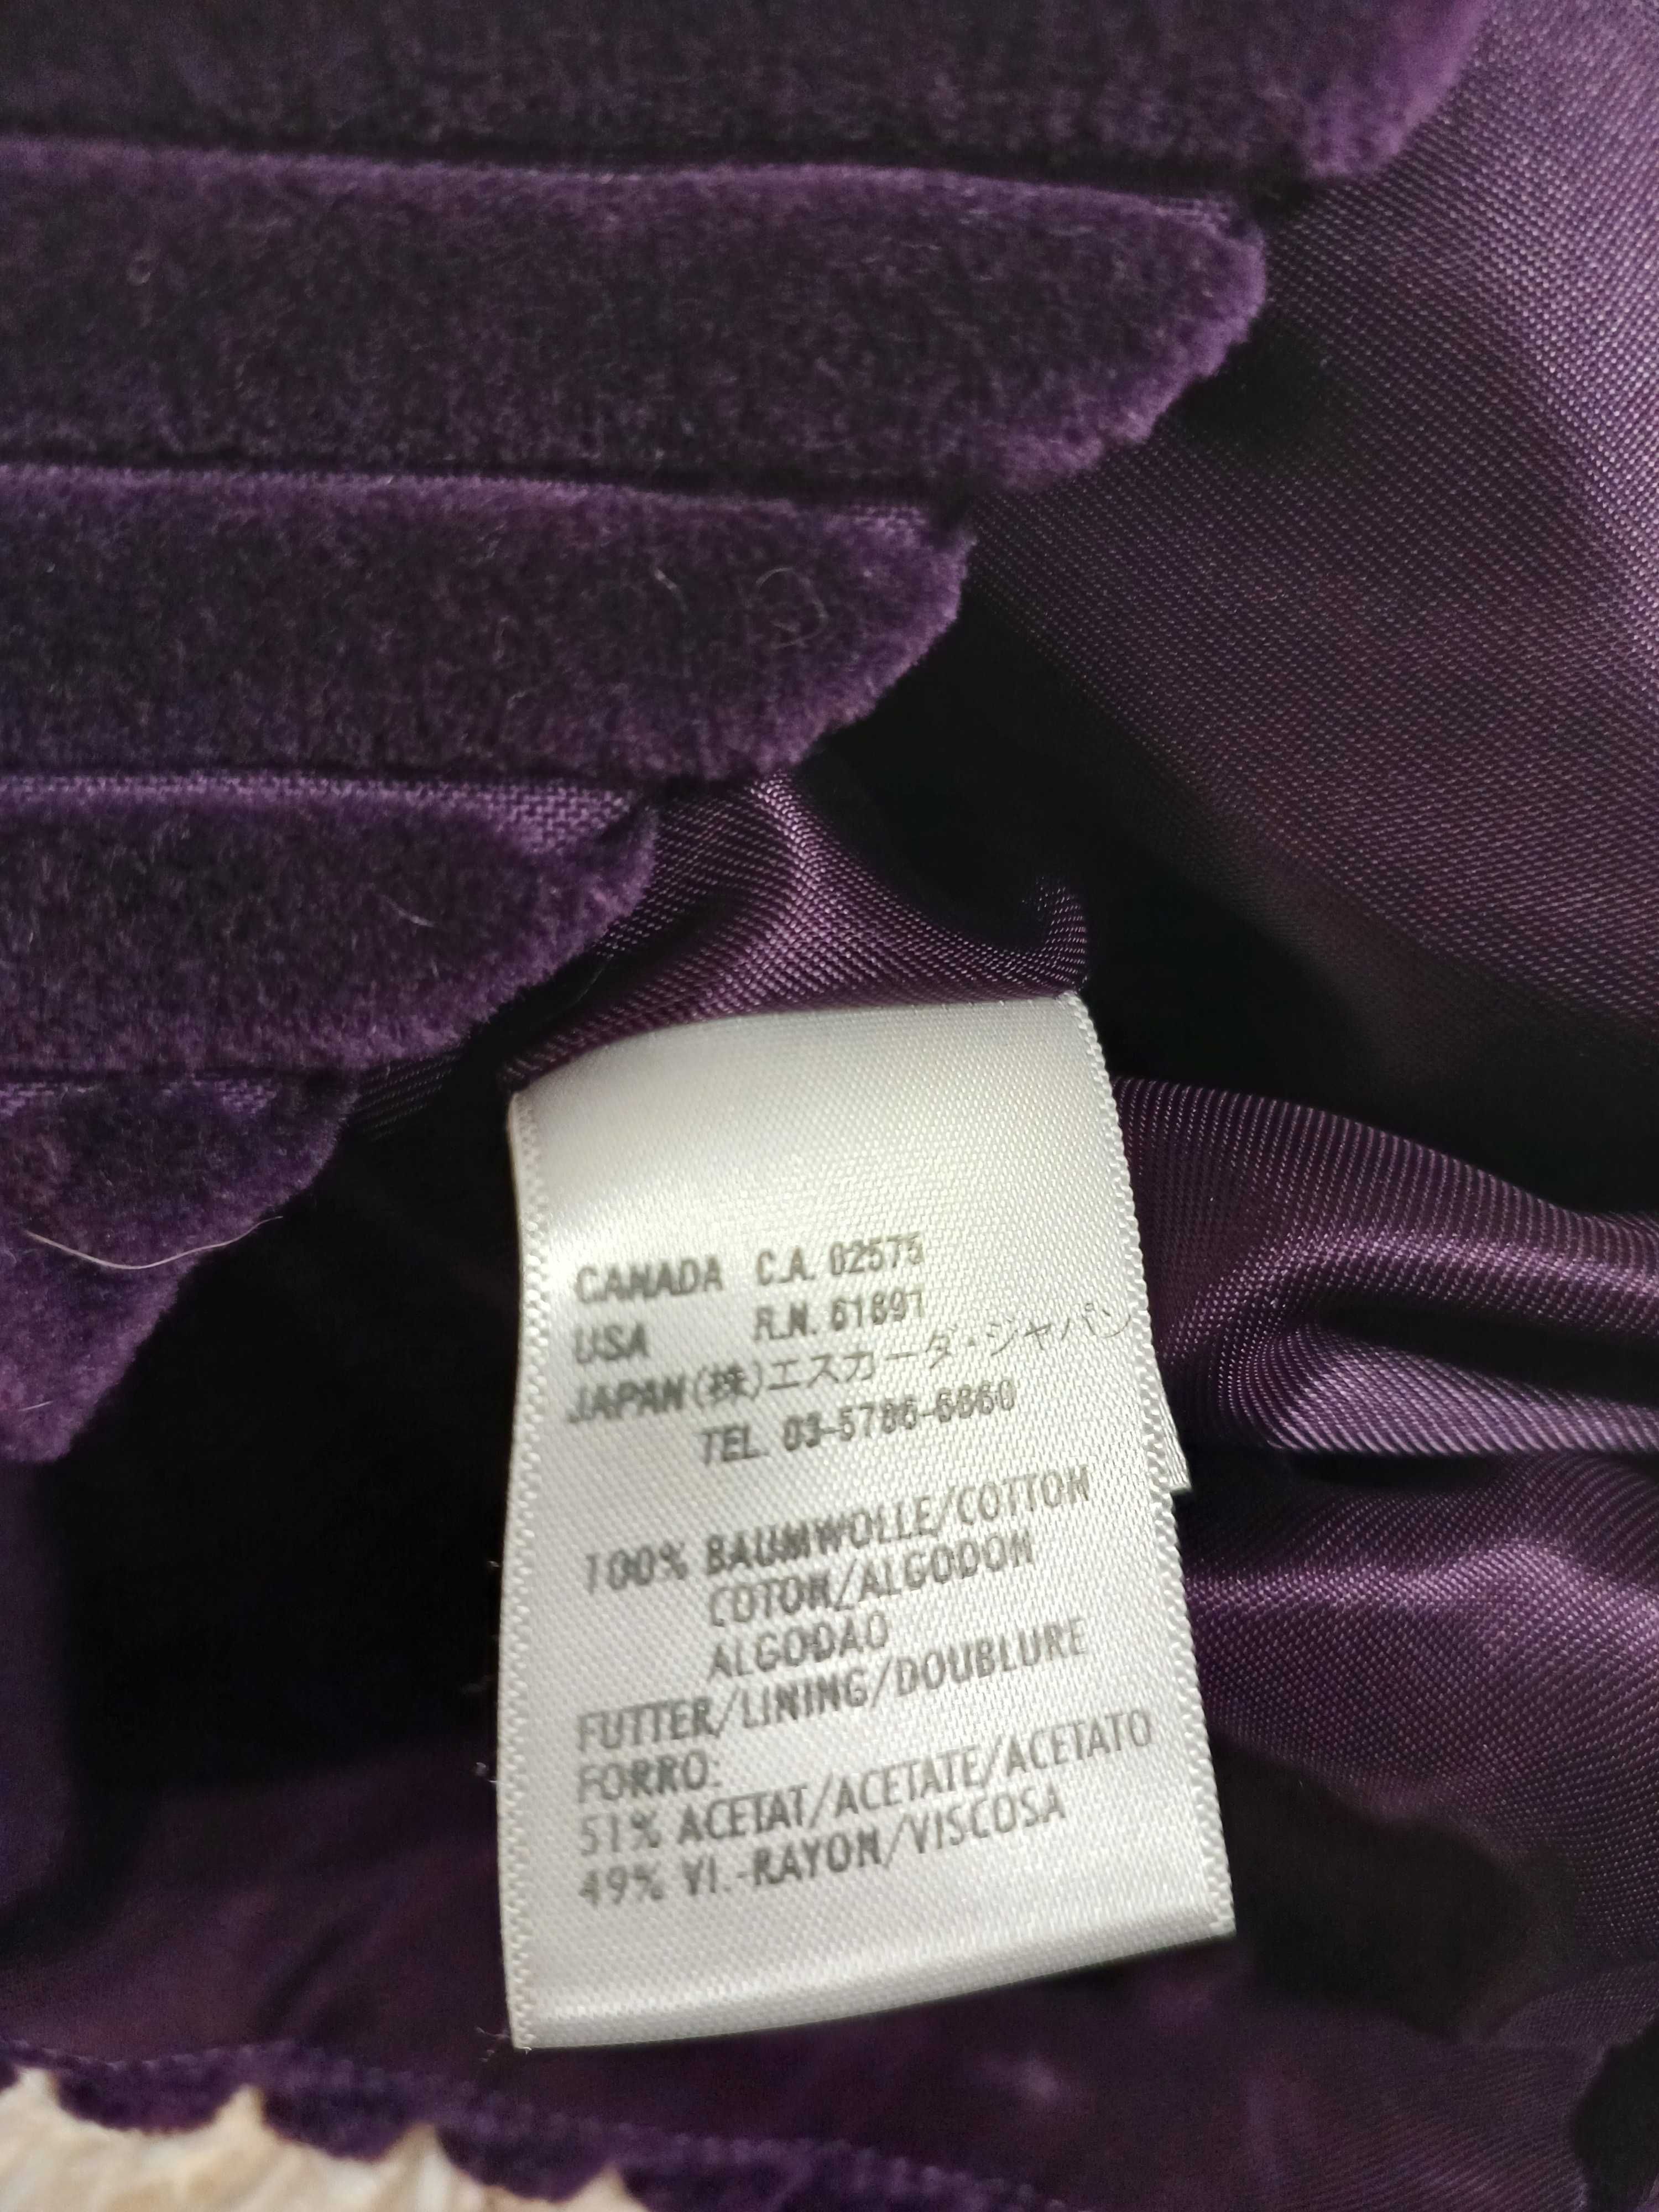 CANADA C.A. 02575
USA R.N. 61891
JAPAN(株)エスカーダ・ジャパン
TEL. 03-5786-6860
100% BAUMWOLLE/COTTON
COTON/ALGODON
ALGODAO
FUTTER/LINING/DOUBLURE
FORRO:
51% ACETAT/ACETATE/ACETATO
49% VI.-RAYON/VISCOSA